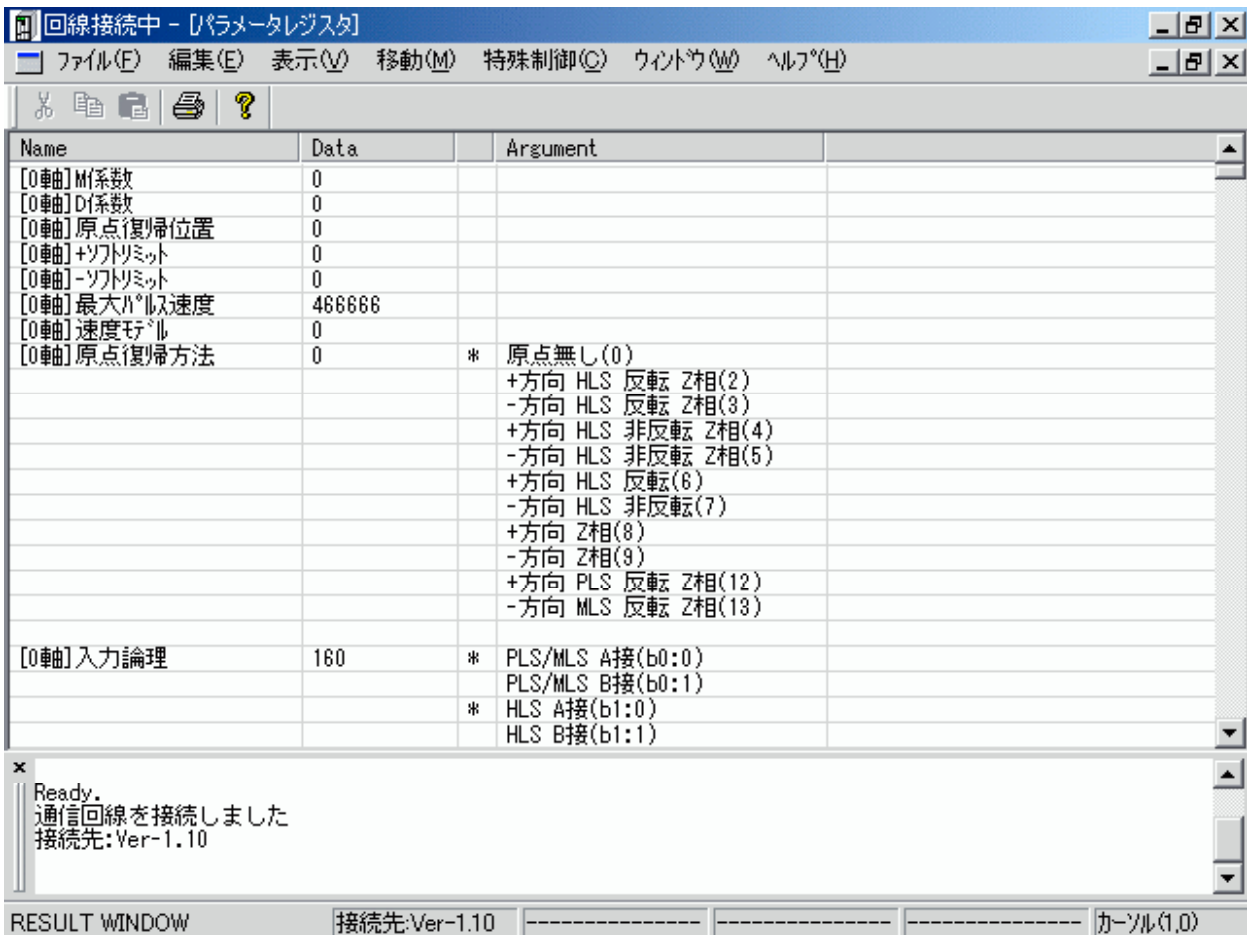 回線接続中 - [パラメータレジスタ]
ファイル(F) 編集(E) 表示(V) 移動(M) 特殊制御(C) ウィンドウ(W) ヘルプ(H)
Name Data Argument
[0軸]M係数 0
[0軸]D係数 0
[0軸]原点復帰位置 0
[0軸]+ソフトリミット 0
[0軸]-ソフトリミット 0
[0軸]最大パルス速度 466666
[0軸]速度モデル 0
[0軸]原点復帰方法 0 * 原点無し(0)
+方向 HLS 反転 Z相(2)
-方向 HLS 反転 Z相(3)
+方向 HLS 非反転 Z相(4)
-方向 HLS 非反転 Z相(5)
+方向 HLS 反転(6)
-方向 HLS 非反転(7)
+方向 Z相(8)
-方向 Z相(9)
+方向 PLS 反転 Z相(12)
-方向 MLS 反転 Z相(13)
[0軸]入力論理 160 * PLS/MLS A接(b0:0)
PLS/MLS B接(b0:1)
* HLS A接(b1:0)
HLS B接(b1:1)
Ready.
通信回線を接続しました
接続先:Ver-1.10
RESULT WINDOW 接続先:Ver-1.10 --------------- --------------- --------------- カーソル(1,0)